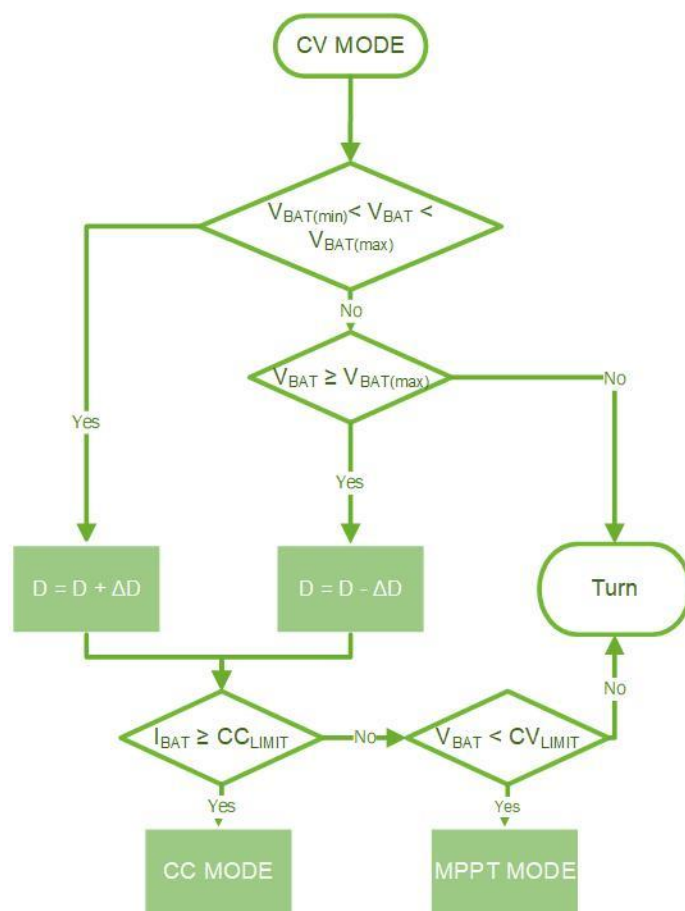 CV MODE
V_BAT(min) < V_BAT <
V_BAT(max)
No
V_BAT ≥ V_BAT(max)
No
Yes
Yes
D = D + ΔD
D = D - ΔD
Turn
No
I_BAT ≥ CC_LIMIT
No
V_BAT < CV_LIMIT
Yes
Yes
CC MODE
MPPT MODE